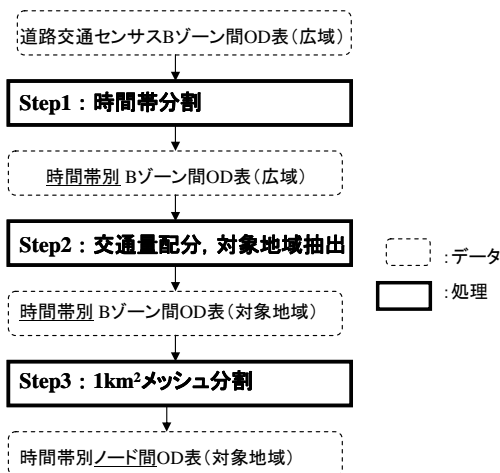 道路交通センサスBゾーン間OD表(広域)
Step1：時間帯分割
時間帯別 Bゾーン間OD表(広域)
Step2：交通量配分, 対象地域抽出
:データ
時間帯別 Bゾーン間OD表(対象地域)
:処理
Step3：1km²メッシュ分割
時間帯別ノード間OD表(対象地域)